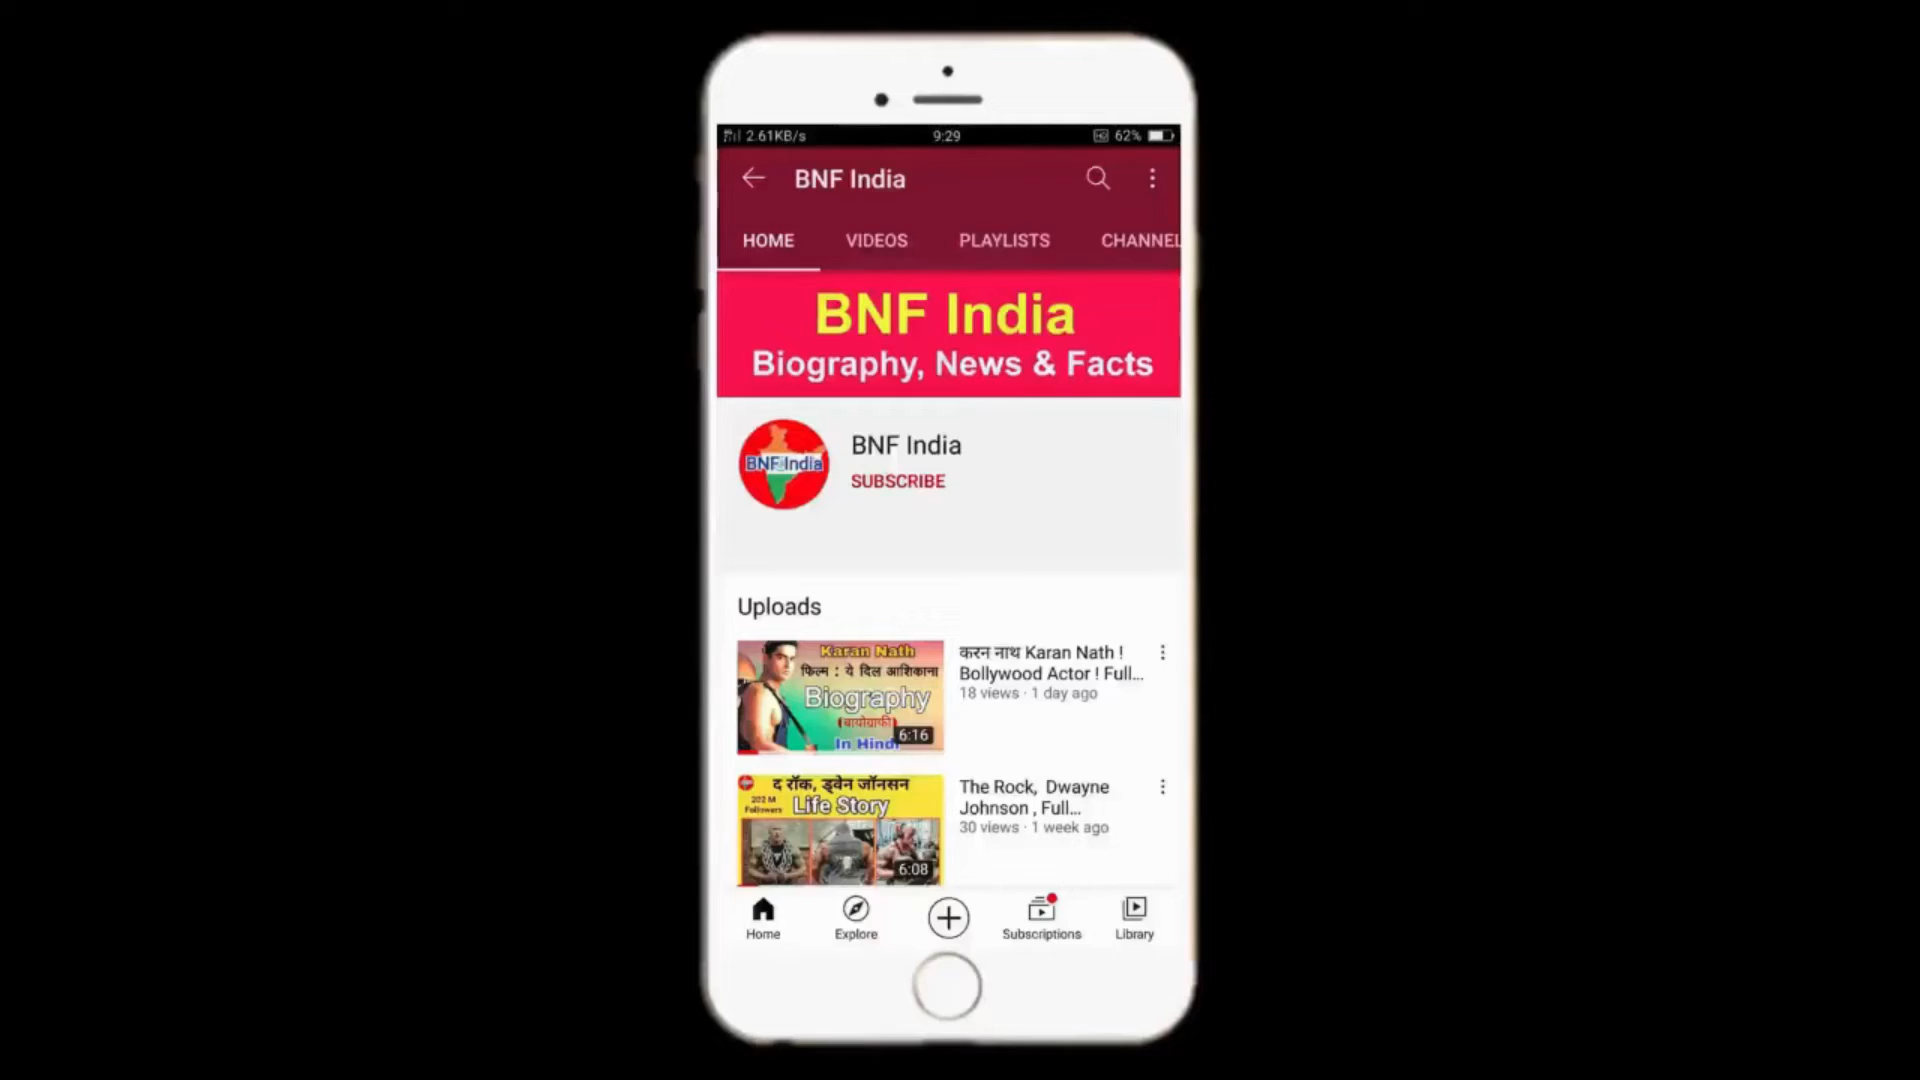 2.61KB/s 9:29 HD 62%
BNF India
HOME VIDEOS PLAYLISTS CHANNEL
BNF India
Biography, News & Facts
BNF India
BNF India
SUBSCRIBE
Uploads
Karan Nath
फिल्म : ये दिल आशिकाना
Biography
(बायोग्राफी)
In Hindi
6:16
करन नाथ Karan Nath !
Bollywood Actor ! Full...
18 views · 1 day ago
द रॉक, ड्वेन जॉनसन
202 M
Followers
Life Story
6:08
The Rock, Dwayne
Johnson , Full...
30 views · 1 week ago
Home Explore Subscriptions Library